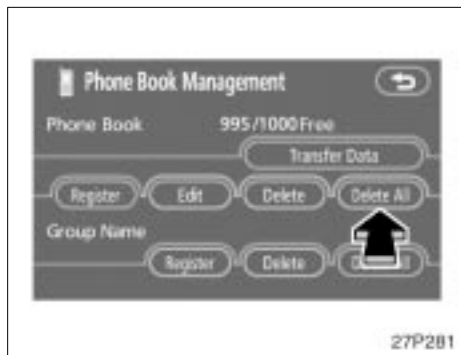 Phone Book Management
Phone Book 995/1000 Free
Transfer Data
Register Edit Delete Delete All
Group Name
Register Delete
27P281